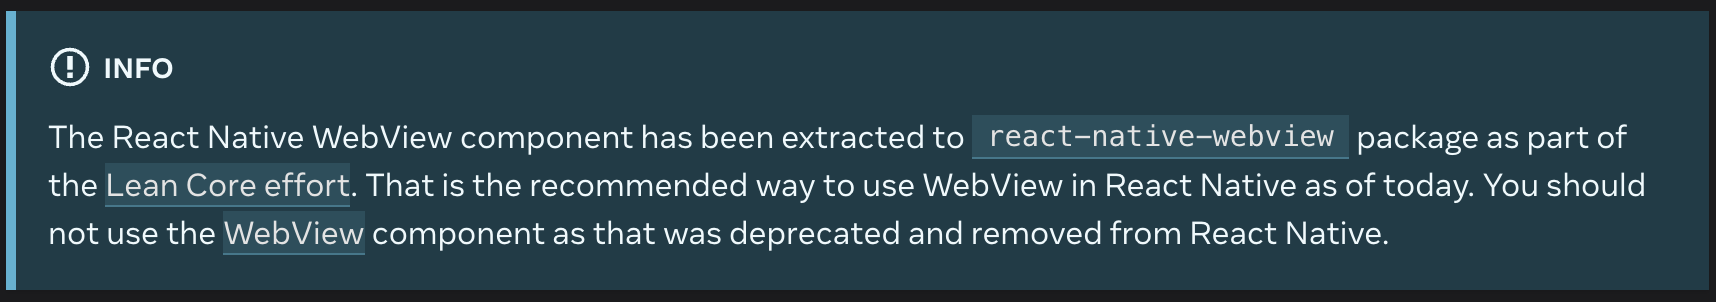 INFO
The React Native WebView component has been extracted to react-native-webview package as part of
the Lean Core effort. That is the recommended way to use WebView in React Native as of today. You should
not use the WebView component as that was deprecated and removed from React Native.